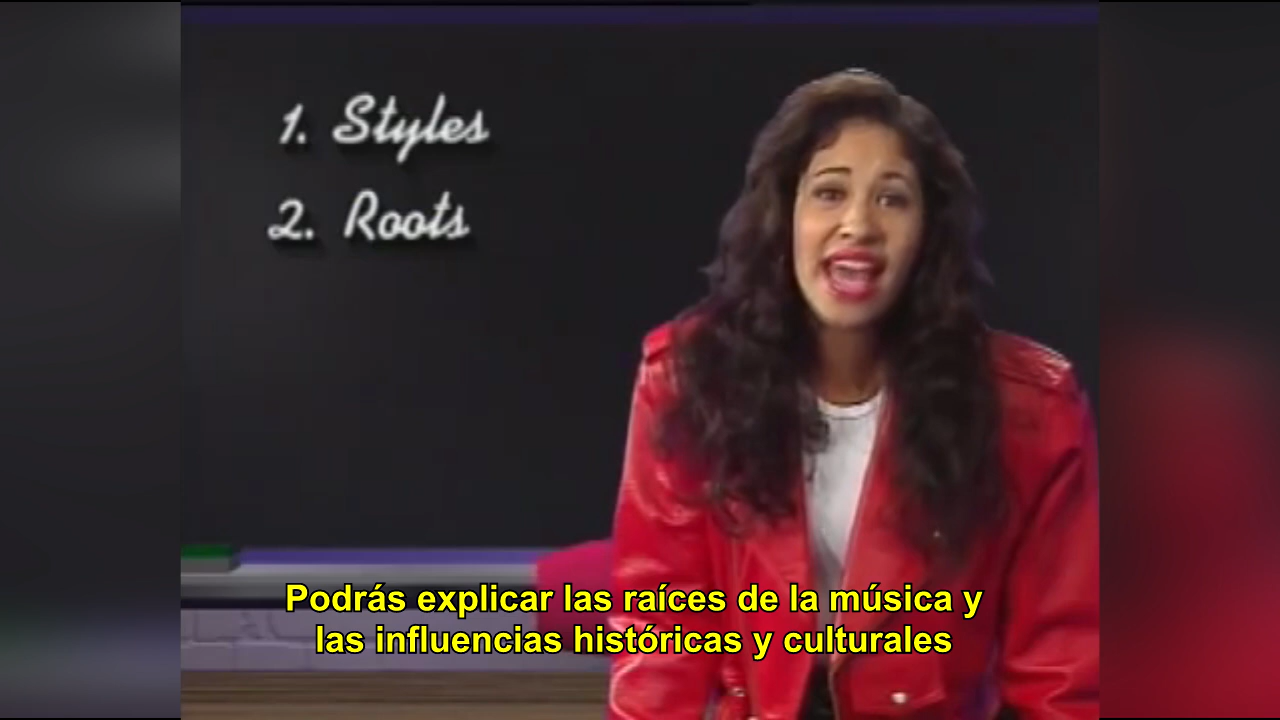 1. Styles
2. Roots
Podrás explicar las raíces de la música y
las influencias históricas y culturales